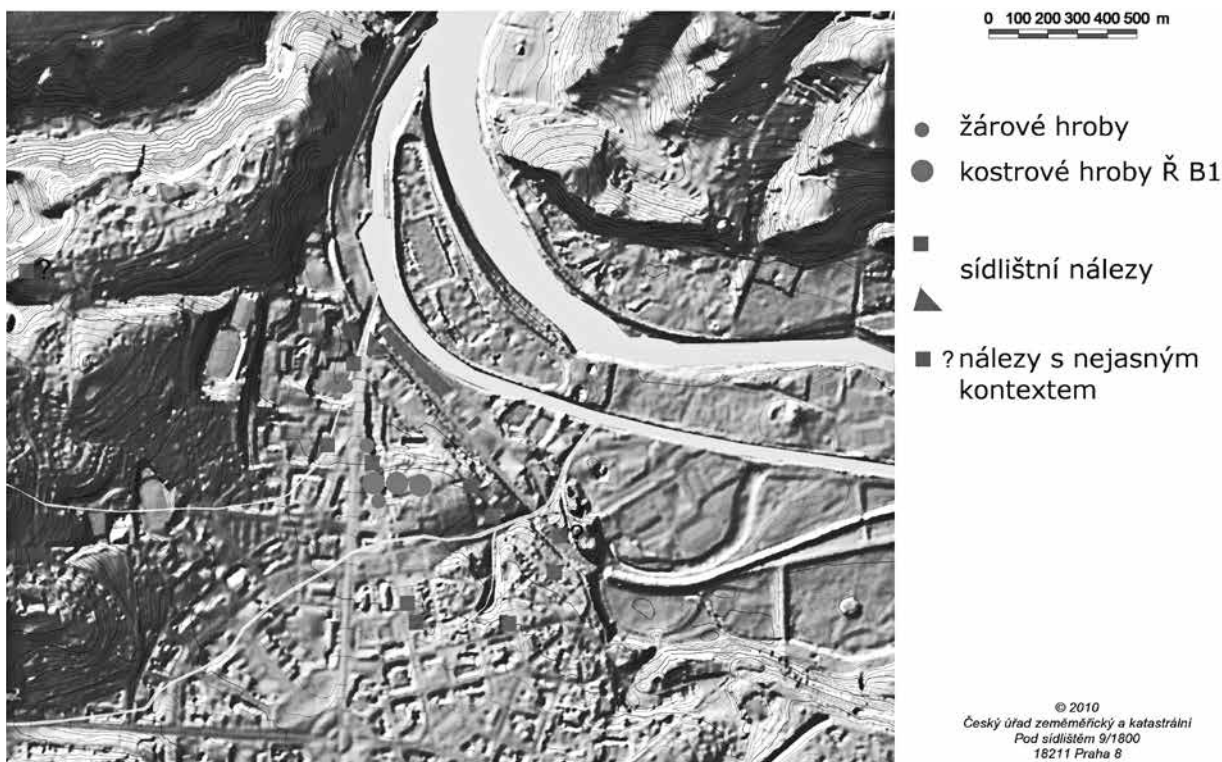 0 100 200 300 400 500 m
žárové hroby
kostrové hroby Ř B1
sídlištní nálezy
? nálezy s nejasným
kontextem
?
?
© 2010
Český úřad zeměměřický a katastrální
Pod sídlištěm 9/1800
18211 Praha 8